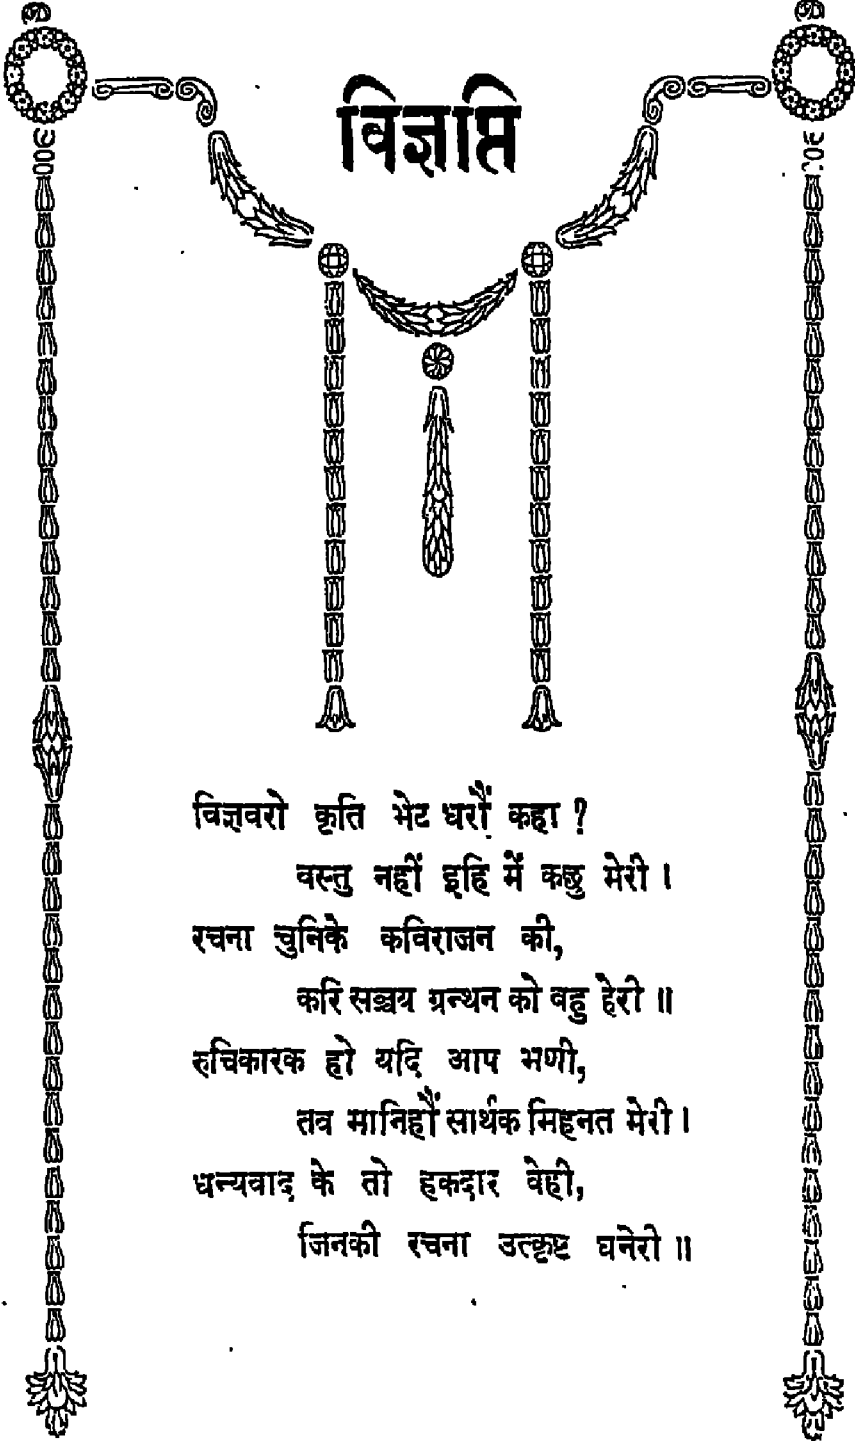 विज्ञप्ति
विज्ञवरो कृति भेट धरौं कहा ?
वस्तु नहीं इहि में कछु मेरी ।
रचना चुनिके कविराजन की,
करि सञ्चय ग्रन्थन को वहु हेरी ॥
रुचिकारक हो यदि आप भणी,
तव मानिहौं सार्थक मिहनत मेरी ।
धन्यवाद के तो हकदार वेही,
जिनकी रचना उत्कृष्ट घनेरी ॥